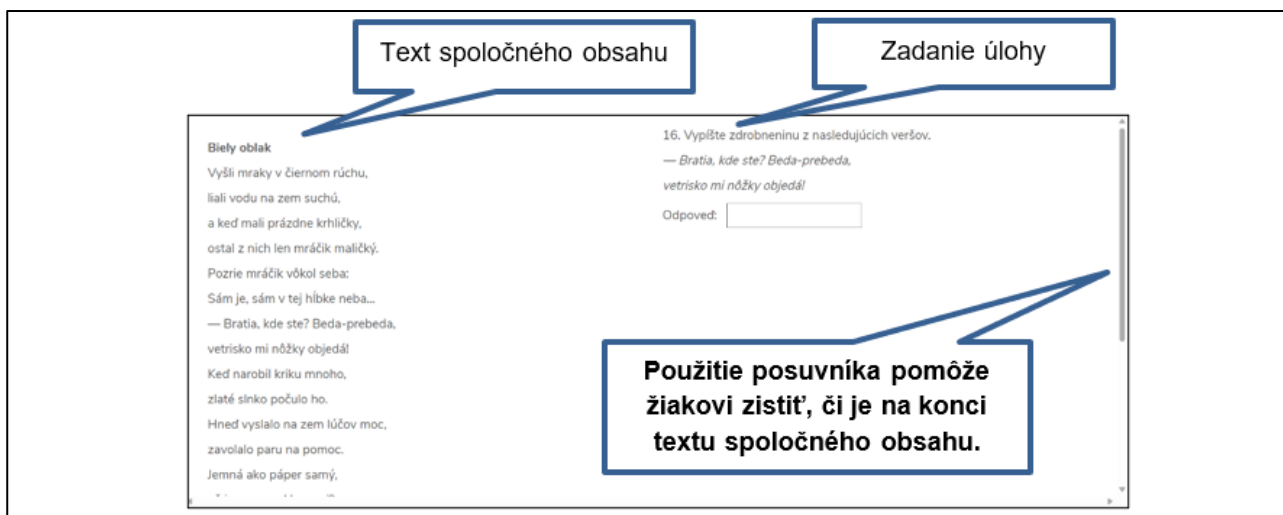 Text spoločného obsahu
Zadanie úlohy
Biely oblak
Vyšli mraky v čiernom rúchu,
liali vodu na zem suchú,
a keď mali prázdne krhličky,
ostal z nich len mráčik maličký.
Pozrie mráčik vôkol seba:
Sám je, sám v tej hĺbke neba...
— Bratia, kde ste? Beda-prebeda,
vetrisko mi nôžky objedá!
Keď narobil kriku mnoho,
zlaté slnko počulo ho.
Hneď vyslalo na zem lúčov moc,
zavolalo paru na pomoc.
Jemná ako páper samý,
16. Vypíšte zdrobneninu z nasledujúcich veršov.
— Bratia, kde ste? Beda-prebeda,
vetrisko mi nôžky objedá!
Odpoveď:
Použitie posuvníka pomôže
žiakovi zistiť, či je na konci
textu spoločného obsahu.